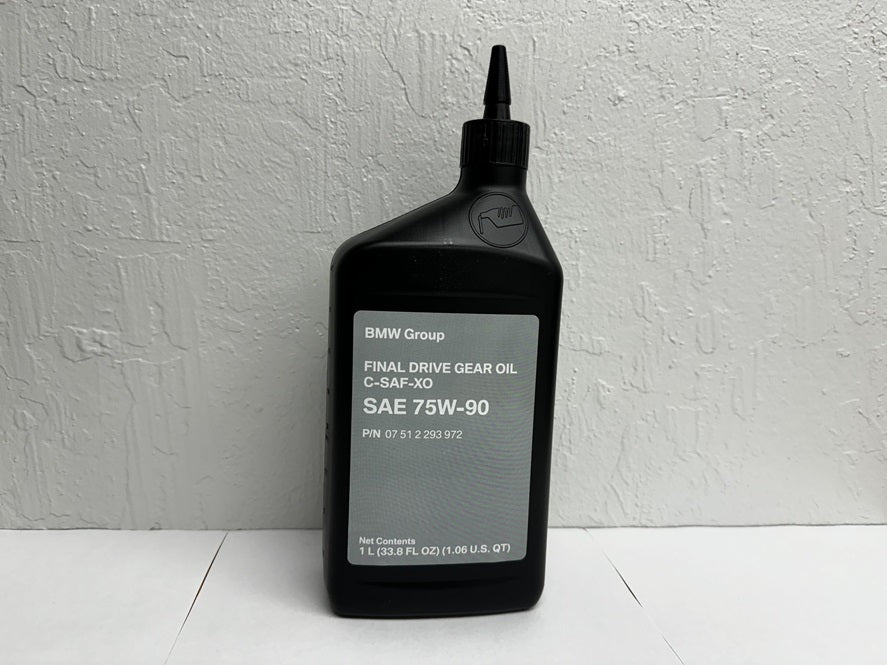 BMW Group
FINAL DRIVE GEAR OIL
C-SAF-XO
SAE 75W-90
P/N 07 51 2 293 972
Net Contents
1 L (33.8 FL OZ) (1.06 U.S. QT)